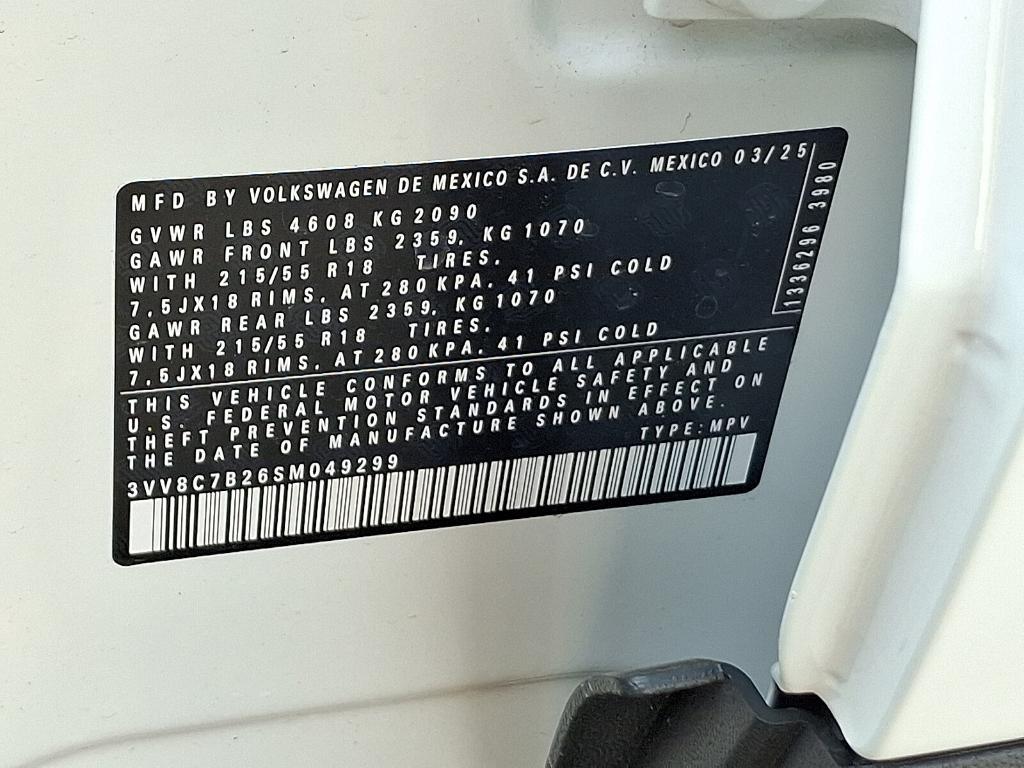 MFD BY VOLKSWAGEN DE MEXICO S.A. DE C.V. MEXICO 03/25
GVWR LBS 4608 KG 2090
GAWR FRONT LBS 2359, KG 1070
WITH 215/55 R18 TIRES.
7,5JX18 RIMS, AT 280 KPA, 41 PSI COLD
GAWR REAR LBS 2359, KG 1070
WITH 215/55 R18 TIRES.
7,5JX18 RIMS, AT 280 KPA, 41 PSI COLD
1336296 3980
THIS VEHICLE CONFORMS TO ALL APPLICABLE
U.S. FEDERAL MOTOR VEHICLE SAFETY AND
THEFT PREVENTION STANDARDS IN EFFECT ON
THE DATE OF MANUFACTURE SHOWN ABOVE.
TYPE: MPV
3VV8C7B26SM049299